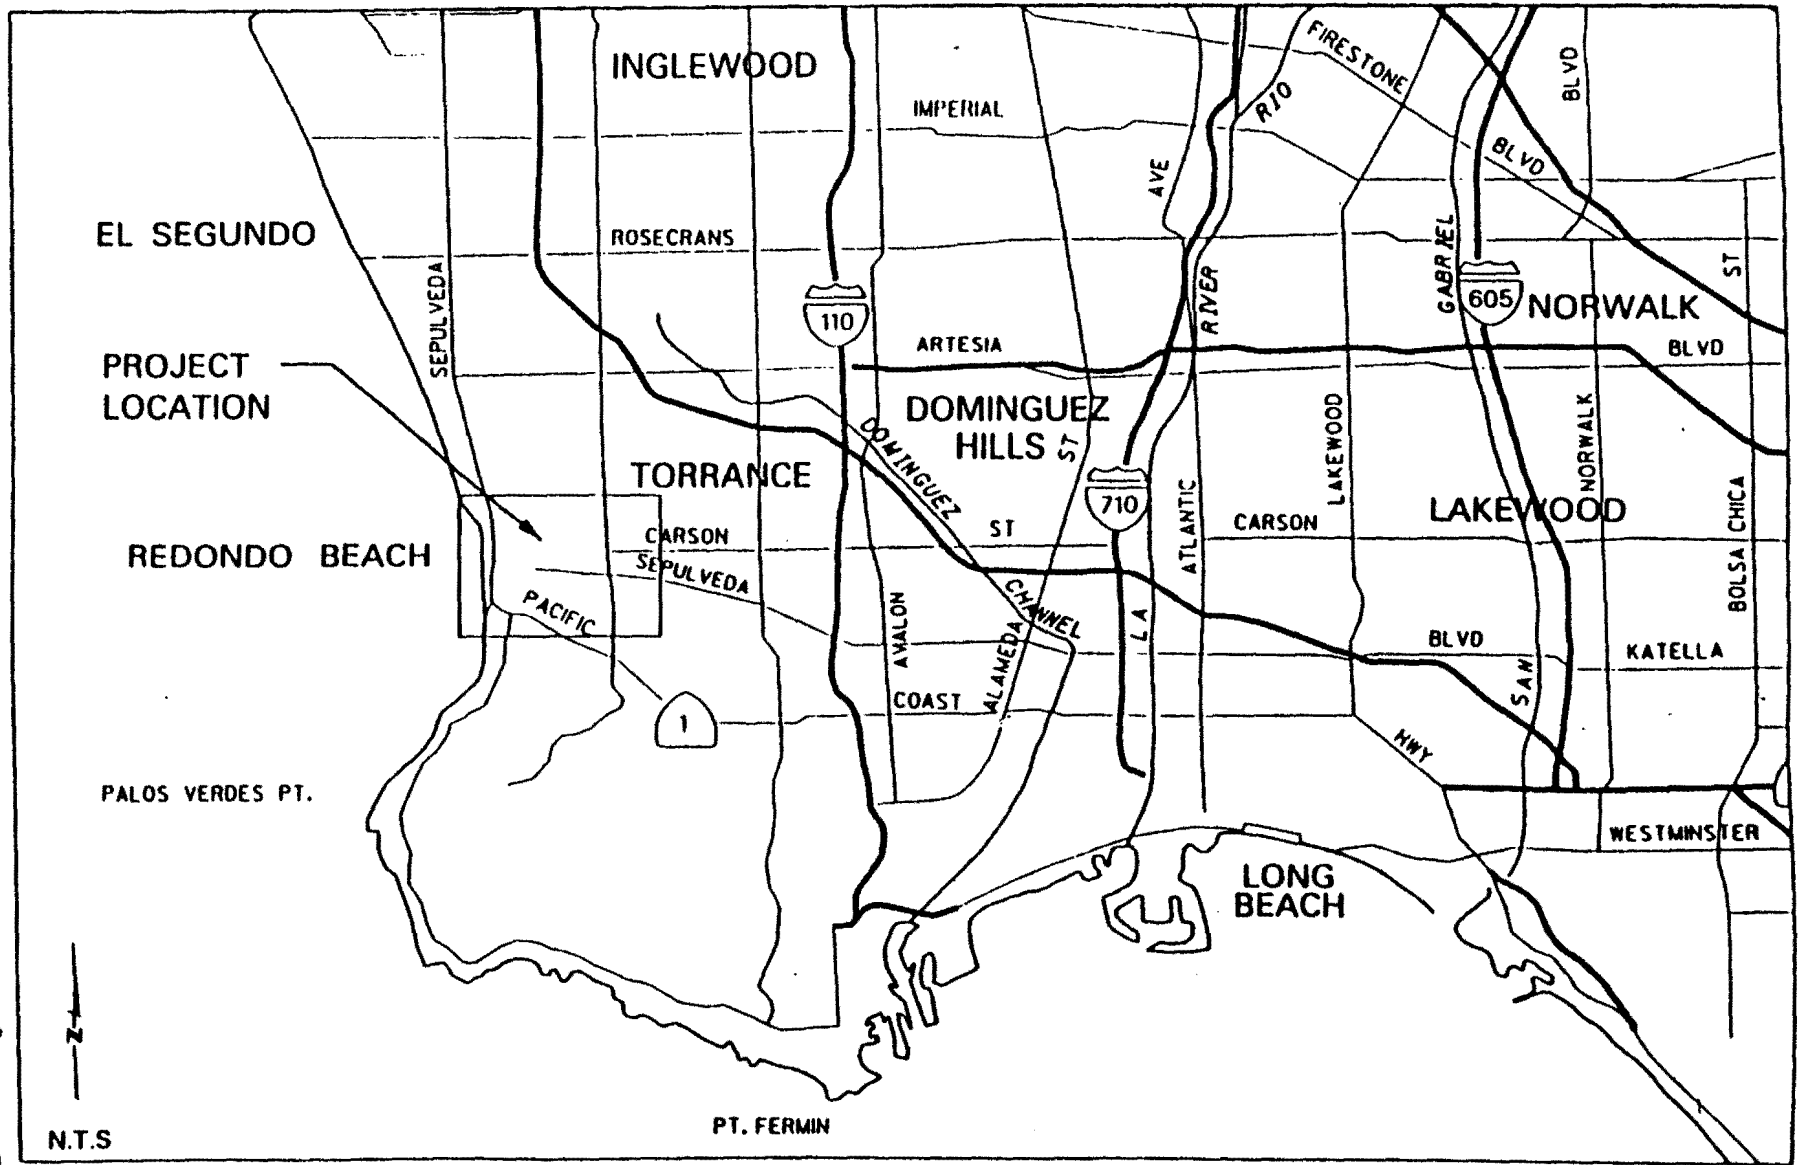 INGLEWOOD
FIRESTONE
BLVD
BLVD
IMPERIAL
RIO
AVE
EL SEGUNDO
ROSECRANS
SEPULVEDA
GABRIEL
ST
110
RIVER
605
NORWALK
PROJECT
LOCATION
ARTESIA
BLVD
DOMINGUEZ
HILLS
ST
DOMINGUEZ
LAKEWOOD
NORWALK
TORRANCE
710
ATLANTIC
LAKEWOOD
BOLSA CHICA
REDONDO BEACH
CARSON
ST
CARSON
SEPULVEDA
PACIFIC
AVALON
ALAMEDA
CHANNEL
LA
BLVD
KATELLA
SAN
1
COAST
HWY
PALOS VERDES PT.
WESTMINSTER
LONG
BEACH
N
N.T.S
PT. FERMIN